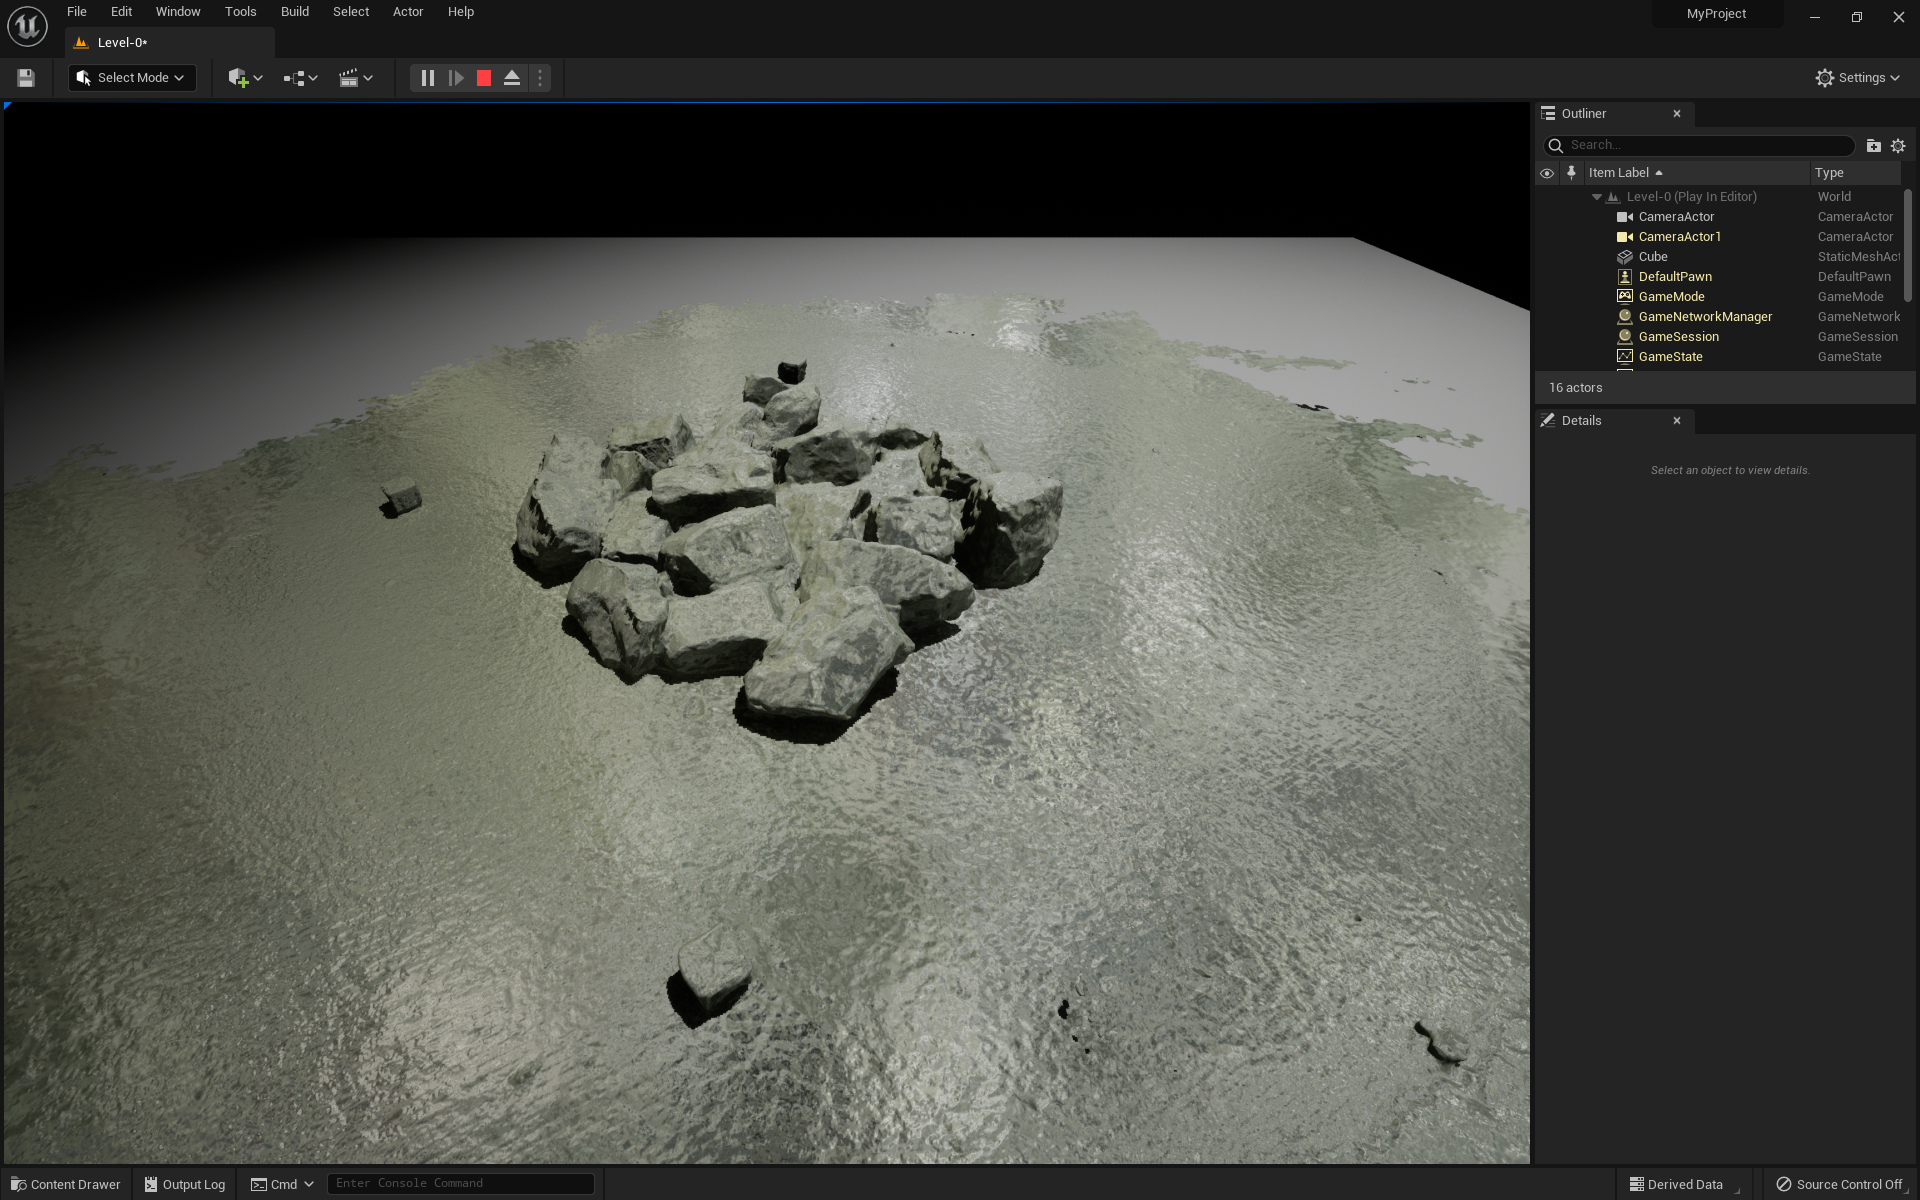 File Edit Window Tools Build Select Actor Help
MyProject
Level-0*
Select Mode
Settings
Outliner
Search...
Item Label Type
Level-0 (Play In Editor) World
CameraActor CameraActor
CameraActor1 CameraActor
Cube StaticMeshAct
DefaultPawn DefaultPawn
GameMode GameMode
GameNetworkManager GameNetwork
GameSession GameSession
GameState GameState
16 actors
Details
Select an object to view details.
Content Drawer Output Log Cmd Enter Console Command Derived Data Source Control Off